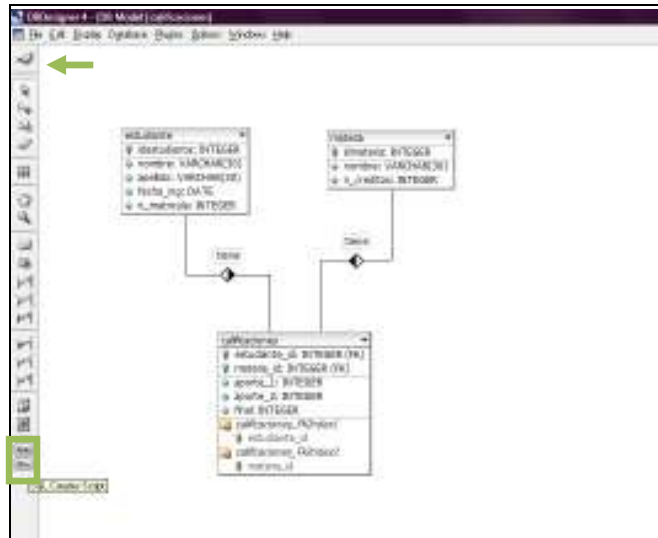 DBDesigner 4 - [DB Model | calificaciones]
File Edit Display Database Plugins Options Windows Help
estudiante
idestudiante: INTEGER
nombre: VARCHAR(30)
apellido: VARCHAR(30)
fecha_ing: DATE
n_matricula: INTEGER
materia
idmateria: INTEGER
nombre: VARCHAR(30)
n_creditos: INTEGER
tiene
tiene
calificaciones
estudiante_id: INTEGER (FK)
materia_id: INTEGER (FK)
aporte_1: INTEGER
aporte_2: INTEGER
final: INTEGER
estudiante_id
materia_id
Create Script